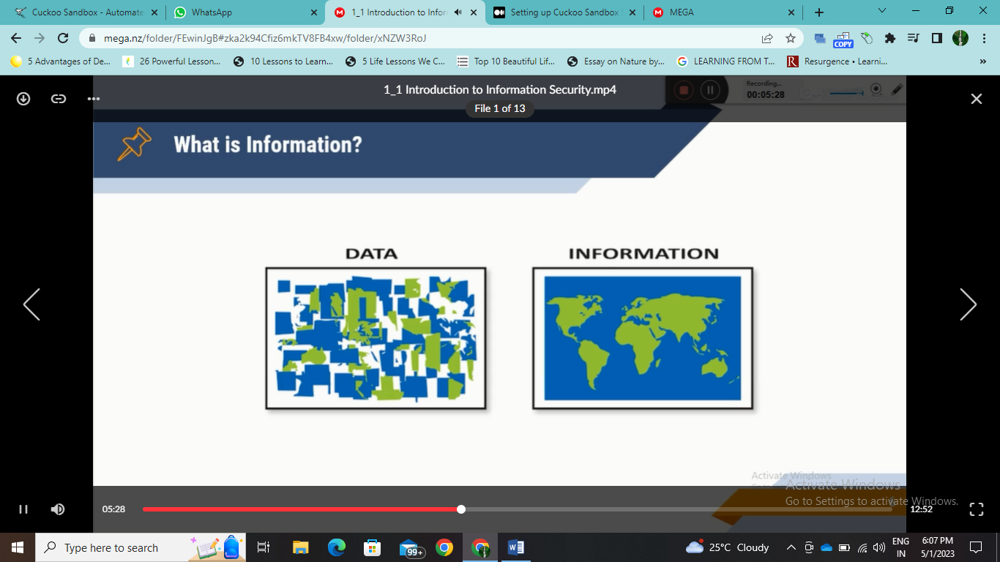 Cuckoo Sandbox - Automate
WhatsApp
1_1 Introduction to Infor
Setting up Cuckoo Sandbox
MEGA
mega.nz/folder/FEwinJgB#zka2k94Cfiz6mkTV8FB4xw/folder/xNZW3RoJ
COPY
5 Advantages of De...
26 Powerful Lesson...
10 Lessons to Learn...
5 Life Lessons We C...
Top 10 Beautiful Lif...
Essay on Nature by...
LEARNING FROM T...
Resurgence • Learni...
»
1_1 Introduction to Information Security.mp4
File 1 of 13
Recording...
00:05:28
What is Information?
DATA
INFORMATION
Activate Windows
Activate Windows
Go to Settings to activate Windows.
05:28
12:52
Type here to search
99+
25°C Cloudy
ENG
IN
6:07 PM
5/1/2023